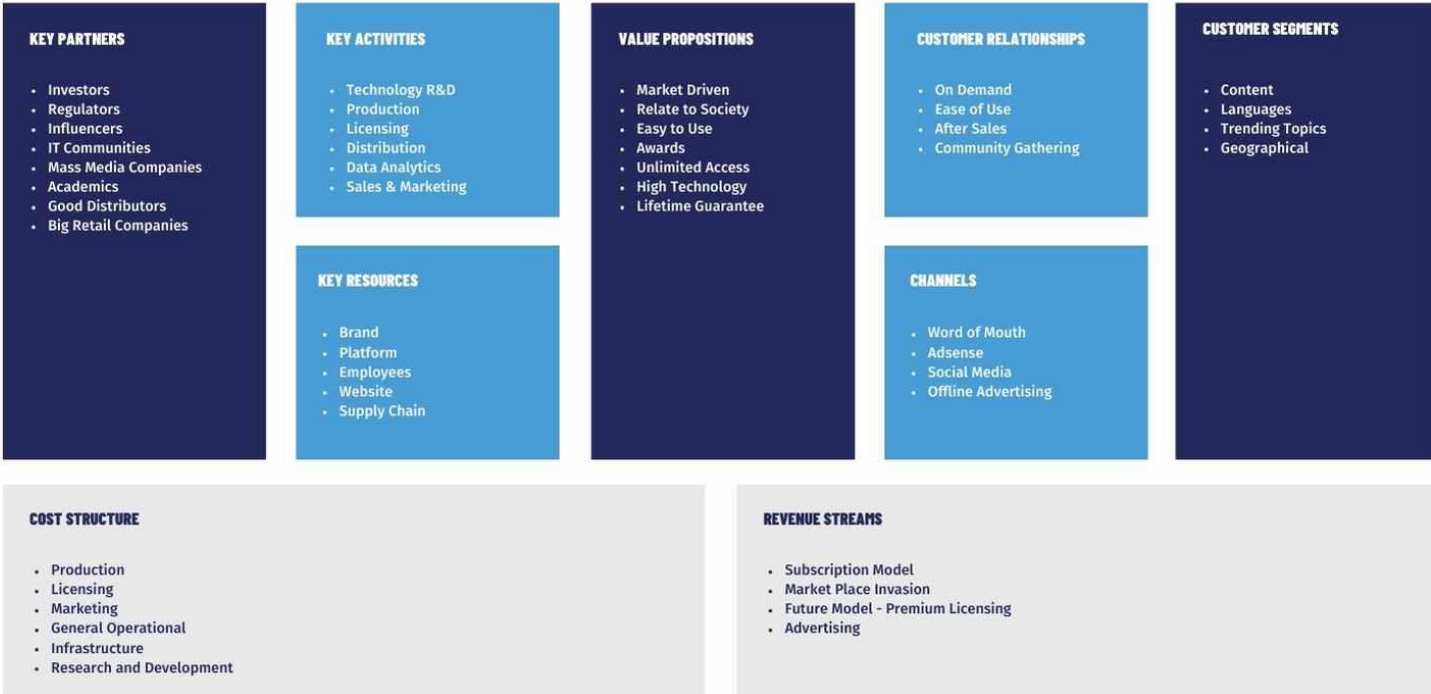 KEY PARTNERS
• Investors
• Regulators
• Influencers
• IT Communities
• Mass Media Companies
• Academics
• Good Distributors
• Big Retail Companies
KEY ACTIVITIES
• Technology R&D
• Production
• Licensing
• Distribution
• Data Analytics
• Sales & Marketing
KEY RESOURCES
• Brand
• Platform
• Employees
• Website
• Supply Chain
VALUE PROPOSITIONS
• Market Driven
• Relate to Society
• Easy to Use
• Awards
• Unlimited Access
• High Technology
• Lifetime Guarantee
CUSTOMER RELATIONSHIPS
• On Demand
• Ease of Use
• After Sales
• Community Gathering
CHANNELS
• Word of Mouth
• Adsense
• Social Media
• Offline Advertising
CUSTOMER SEGMENTS
• Content
• Languages
• Trending Topics
• Geographical
COST STRUCTURE
• Production
• Licensing
• Marketing
• General Operational
• Infrastructure
• Research and Development
REVENUE STREAMS
• Subscription Model
• Market Place Invasion
• Future Model - Premium Licensing
• Advertising